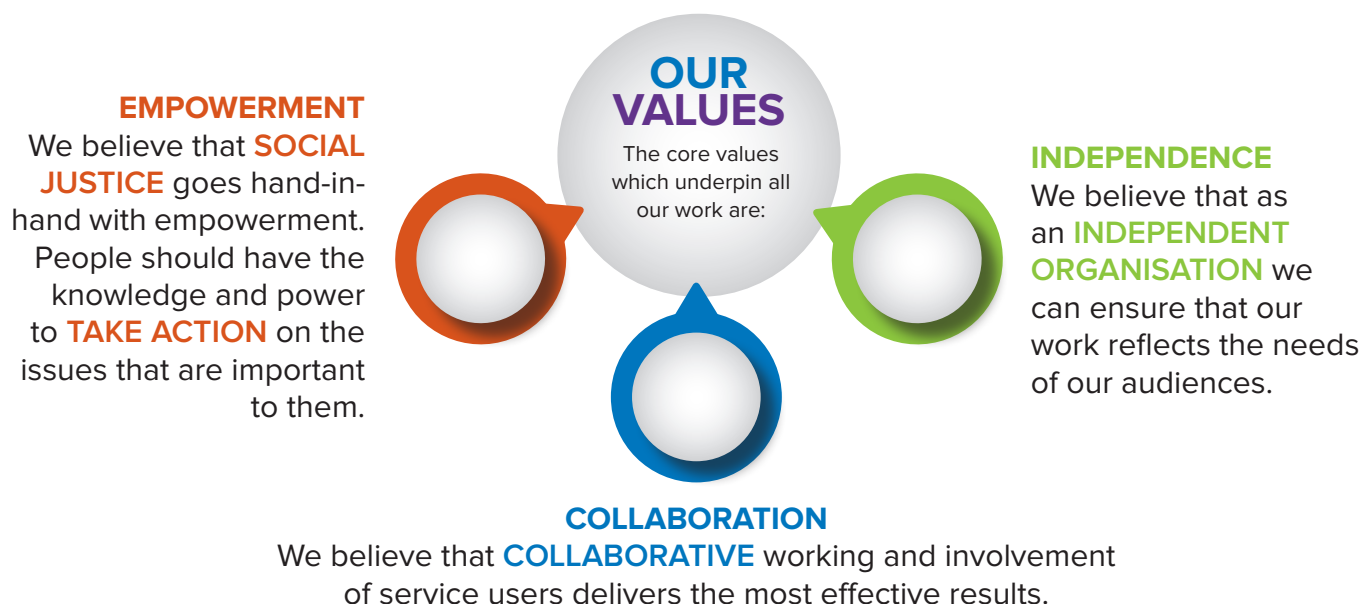 OUR
VALUES
The core values
which underpin all
our work are:
EMPOWERMENT
We believe that SOCIAL
JUSTICE goes hand-in-
hand with empowerment.
People should have the
knowledge and power
to TAKE ACTION on the
issues that are important
to them.
INDEPENDENCE
We believe that as
an INDEPENDENT
ORGANISATION we
can ensure that our
work reflects the needs
of our audiences.
COLLABORATION
We believe that COLLABORATIVE working and involvement
of service users delivers the most effective results.